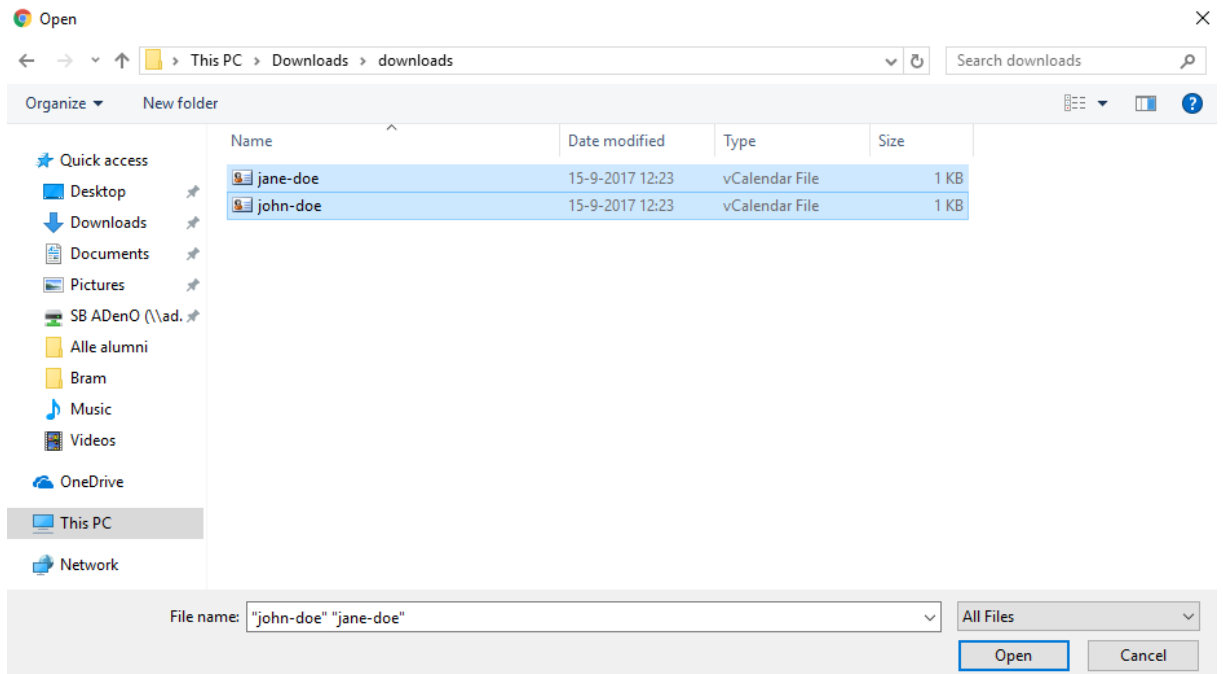 Open
This PC > Downloads > downloads
Search downloads
Organize
New folder
Name Date modified Type Size
Quick access
jane-doe 15-9-2017 12:23 vCalendar File 1 KB
Desktop
john-doe 15-9-2017 12:23 vCalendar File 1 KB
Downloads
Documents
Pictures
SB ADenO (\\ad.
Alle alumni
Bram
Music
Videos
OneDrive
This PC
Network
File name: "john-doe" "jane-doe" All Files
Open Cancel